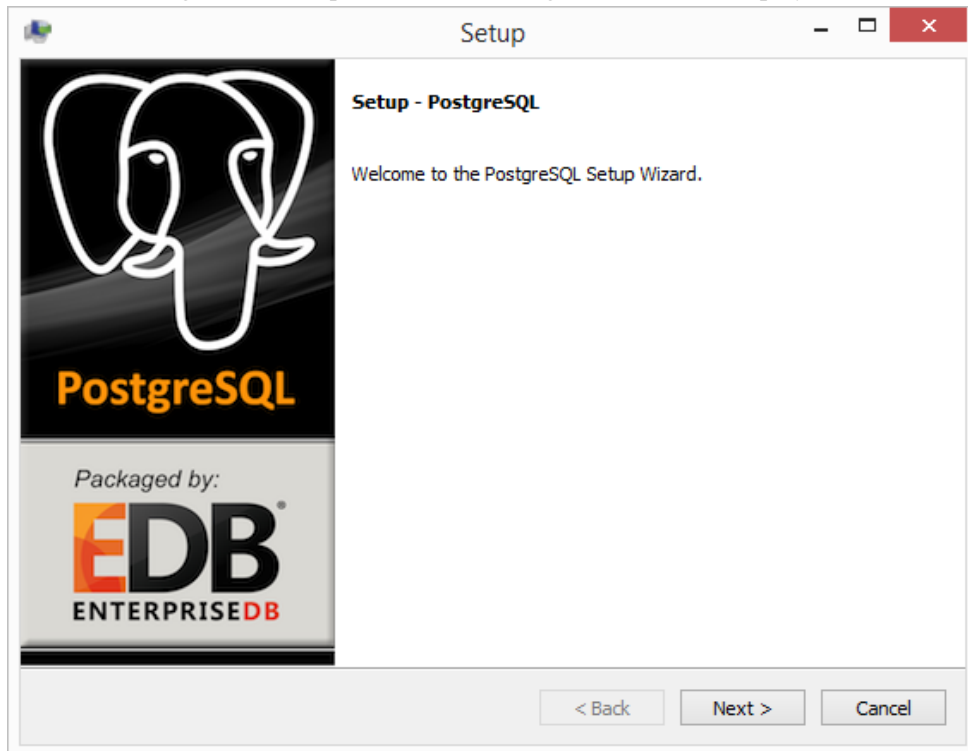 Setup
Setup - PostgreSQL
Welcome to the PostgreSQL Setup Wizard.
PostgreSQL
Packaged by:
EDB
ENTERPRISEDB
< Back
Next >
Cancel